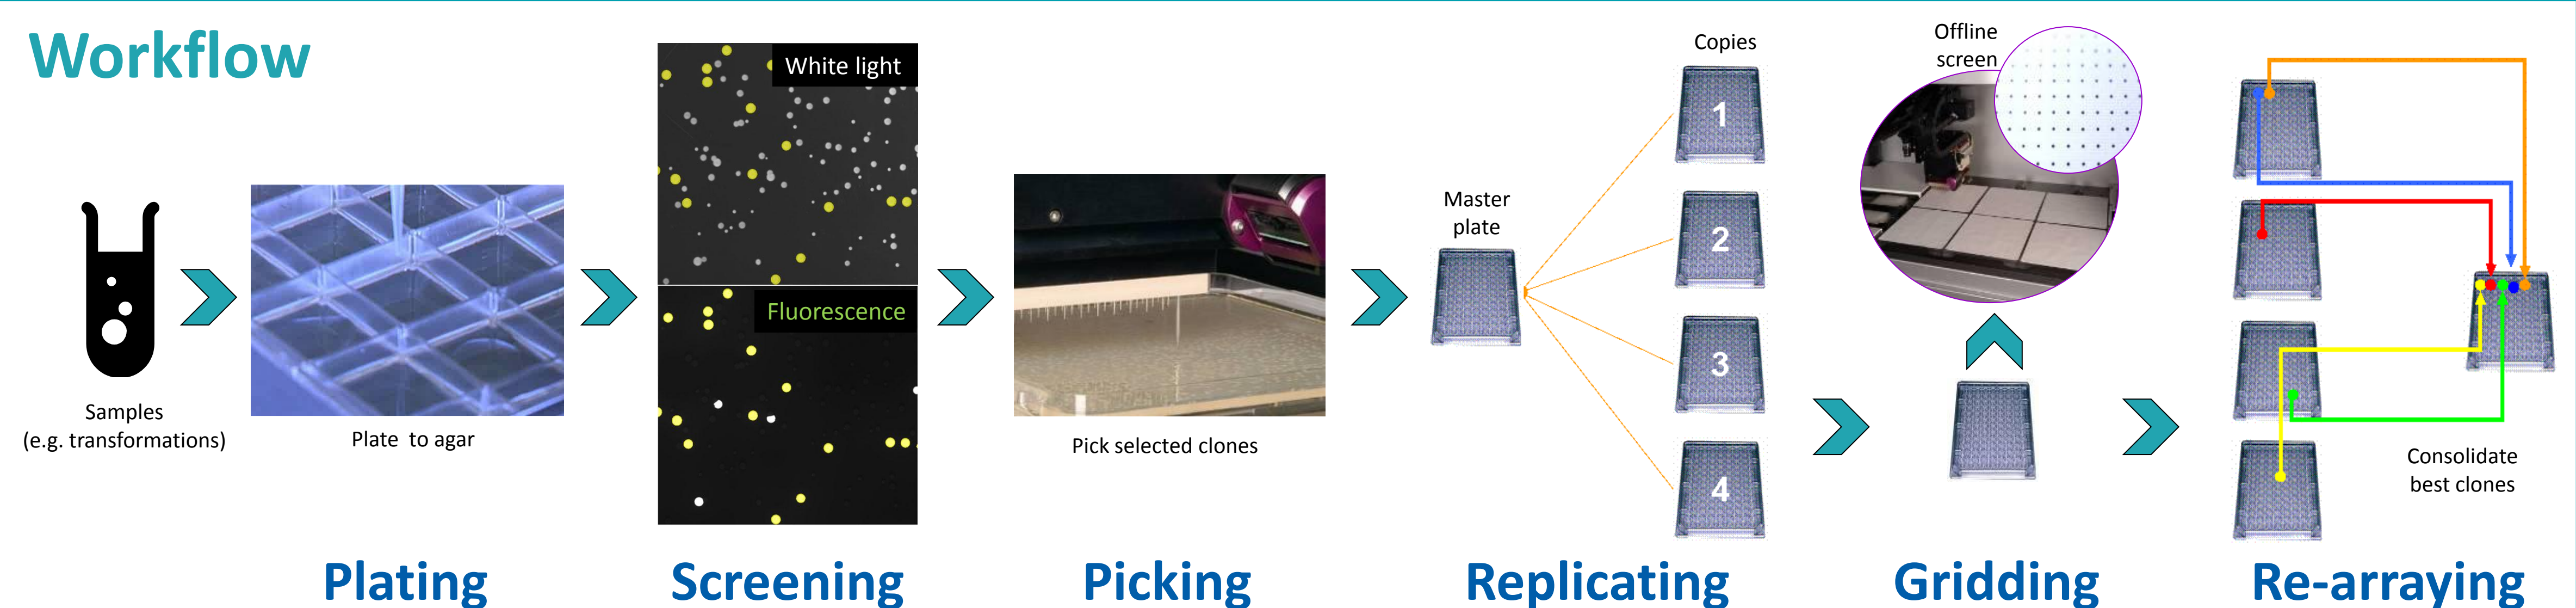 Workflow
Samples
(e.g. transformations)
Plate to agar
Plating
White light
Fluorescence
Screening
Pick selected clones
Picking
Master
plate
Copies
1
2
3
4
Replicating
Offline
screen
Gridding
Consolidate
best clones
Re-arraying